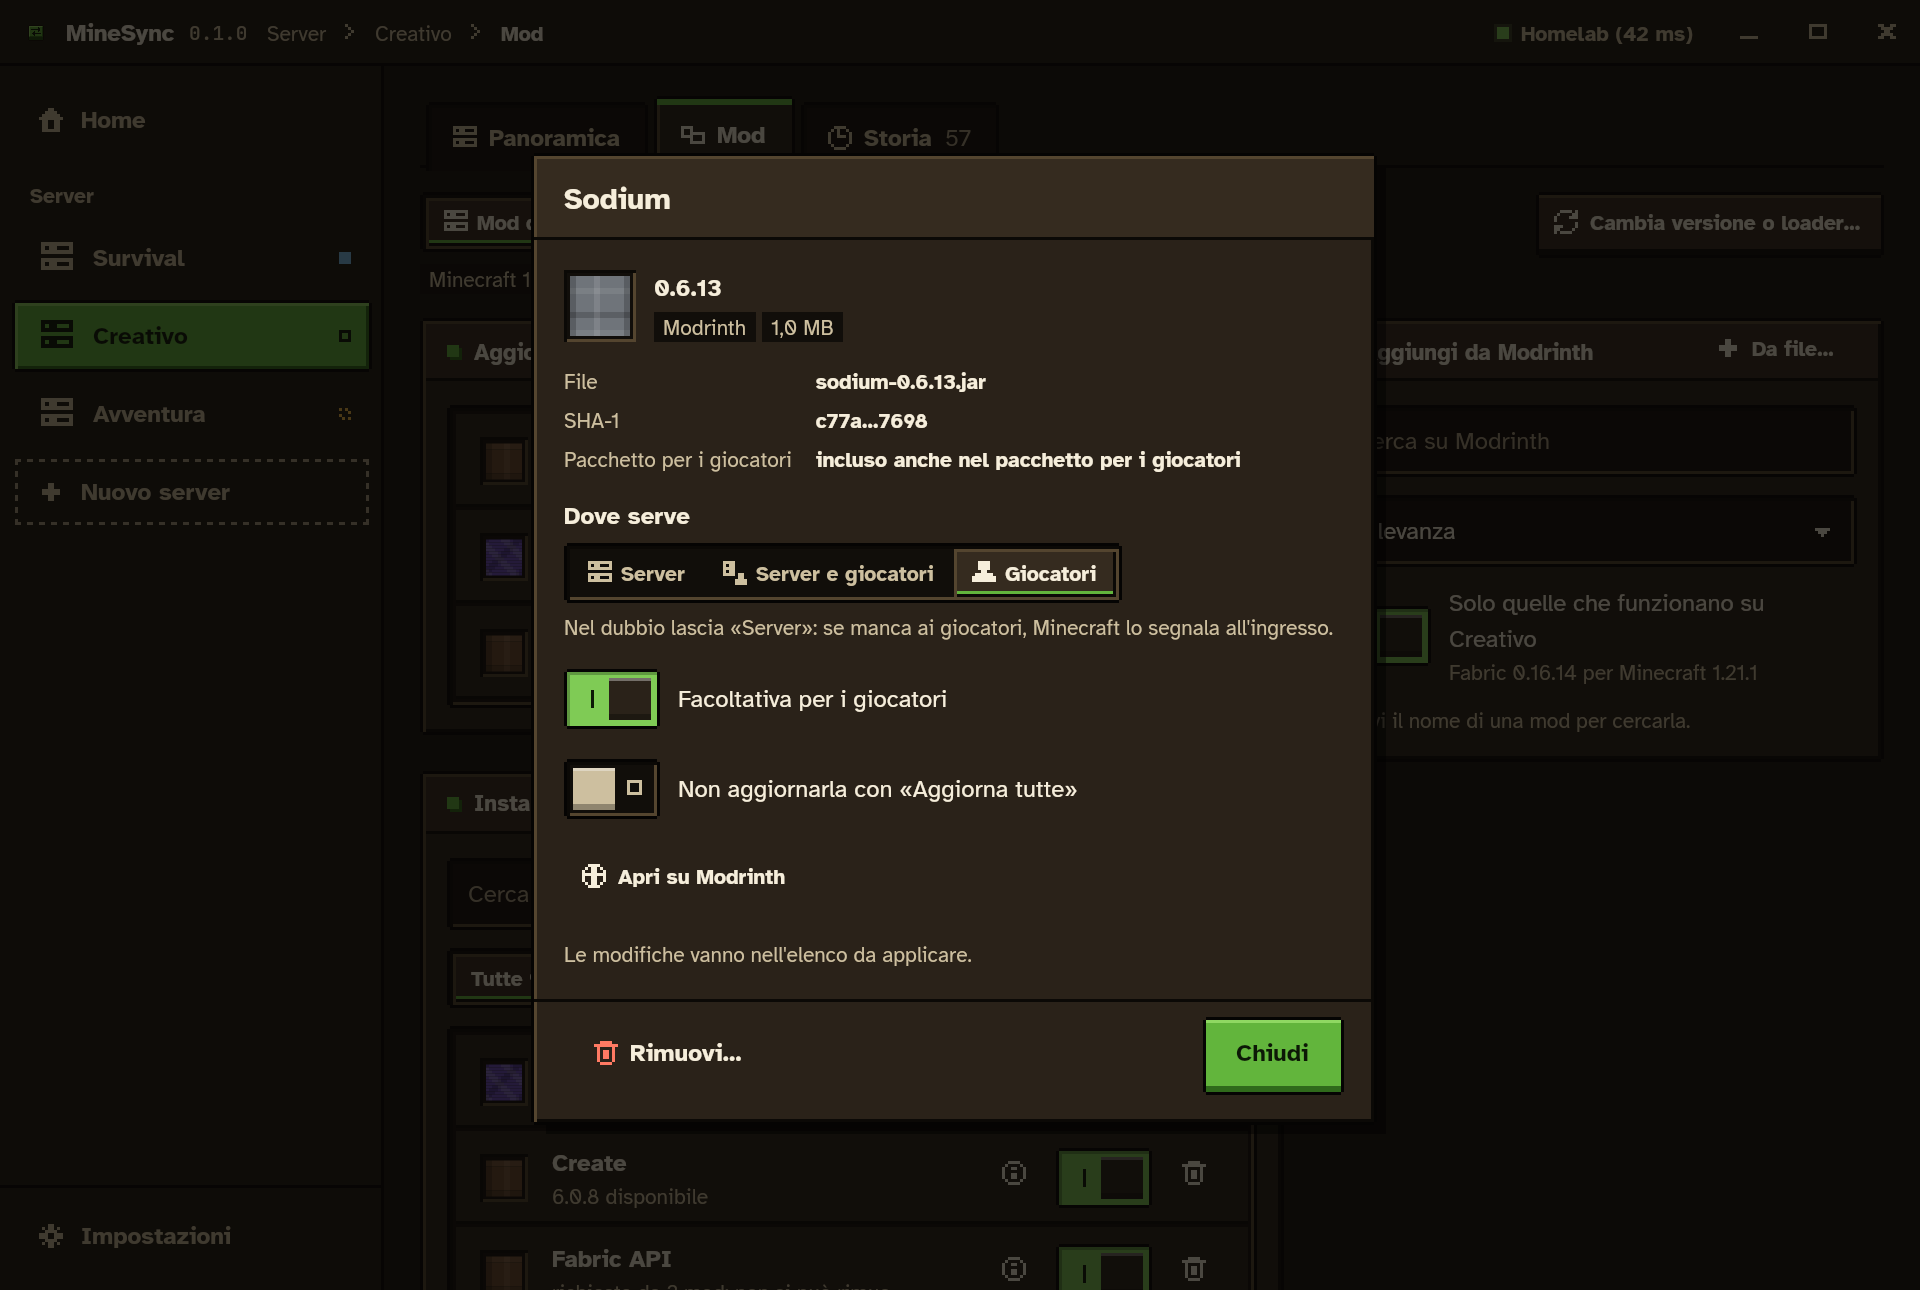 MineSync 0.1.0 Server Creativo Mod
Homelab (42 ms)
Home
Server
Survival
Creativo
Avventura
Nuovo server
Impostazioni
Panoramica
Mod
Storia 57
Mod
Cambia versione o loader...
Minecraft 1
Sodium
0.6.13
Modrinth 1,0 MB
File sodium-0.6.13.jar
SHA-1 c77a...7698
Pacchetto per i giocatori incluso anche nel pacchetto per i giocatori
Dove serve
Server Server e giocatori Giocatori
Nel dubbio lascia «Server»: se manca ai giocatori, Minecraft lo segnala all'ingresso.
Facoltativa per i giocatori
Non aggiornarla con «Aggiorna tutte»
Apri su Modrinth
Le modifiche vanno nell'elenco da applicare.
Rimuovi...
Chiudi
ggiungi da Modrinth
Da file...
erca su Modrinth
levanza
Solo quelle che funzionano su
Creativo
Fabric 0.16.14 per Minecraft 1.21.1
i il nome di una mod per cercarla.
Aggio
Insta
Cerca
Tutte
Create
6.0.8 disponibile
Fabric API